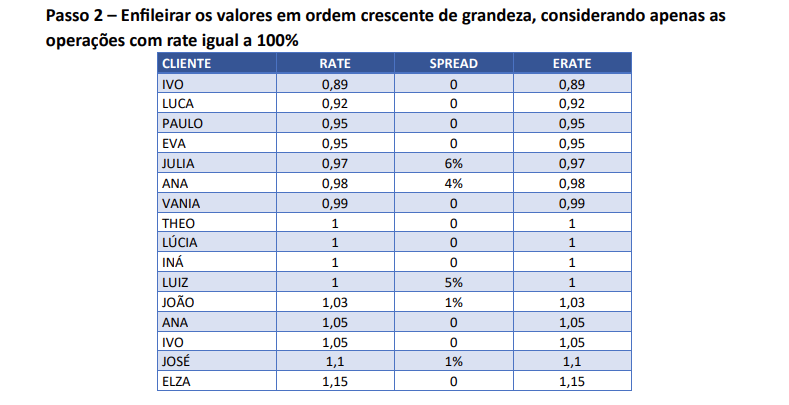 Passo 2 – Enfileirar os valores em ordem crescente de grandeza, considerando apenas as
operações com rate igual a 100%
CLIENTE RATE SPREAD ERATE
IVO 0,89 0 0,89
LUCA 0,92 0 0,92
PAULO 0,95 0 0,95
EVA 0,95 0 0,95
JULIA 0,97 6% 0,97
ANA 0,98 4% 0,98
VANIA 0,99 0 0,99
THEO 1 0 1
LÚCIA 1 0 1
INÁ 1 0 1
LUIZ 1 5% 1
JOÃO 1,03 1% 1,03
ANA 1,05 0 1,05
IVO 1,05 0 1,05
JOSÉ 1,1 1% 1,1
ELZA 1,15 0 1,15